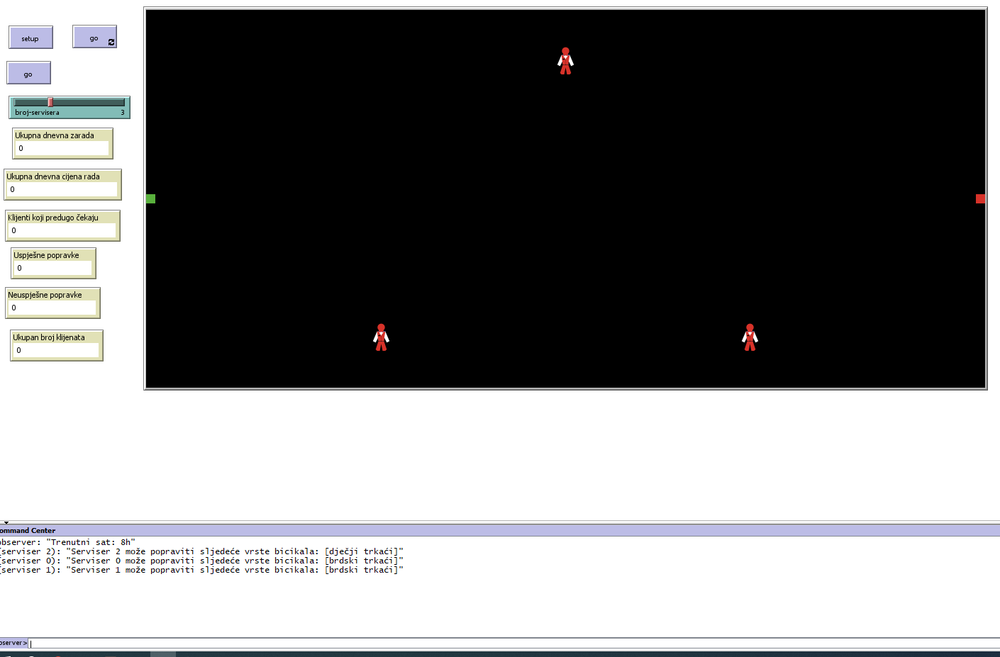 setup
go
go
broj-servisera 3
Ukupna dnevna zarada
0
Ukupna dnevna cijena rada
0
Klijenti koji predugo čekaju
0
Uspješne popravke
0
Neuspješne popravke
0
Ukupan broj klijenata
0
ommand Center
observer: "Trenutni sat: 8h"
(serviser 2): "Serviser 2 može popraviti sljedeće vrste bicikala: [dječji trkaći]"
(serviser 0): "Serviser 0 može popraviti sljedeće vrste bicikala: [brdski trkaći]"
(serviser 1): "Serviser 1 može popraviti sljedeće vrste bicikala: [brdski trkaći]"
bserver>